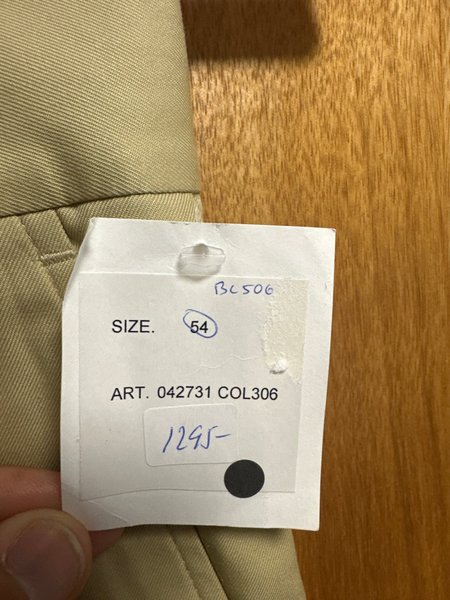 BC506
SIZE. 54
ART. 042731 COL306
1295-